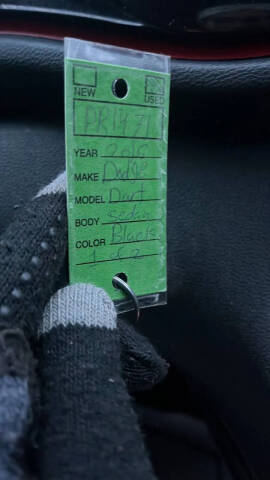 NEW USED
PR1471
YEAR 2015
MAKE Dodge
MODEL Dart
BODY sedan
COLOR Black
1 of 2